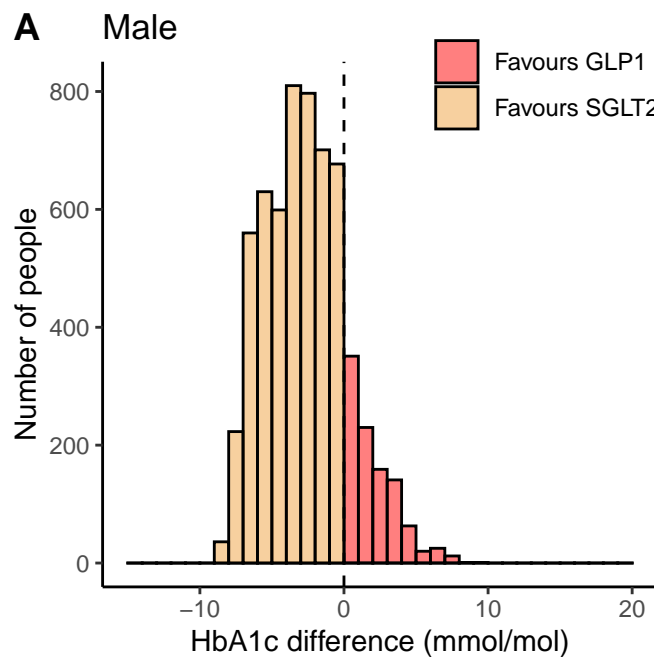 A Male
Favours GLP1
Favours SGLT2
Number of people
800
600
400
200
0
−10 0 10 20
HbA1c difference (mmol/mol)